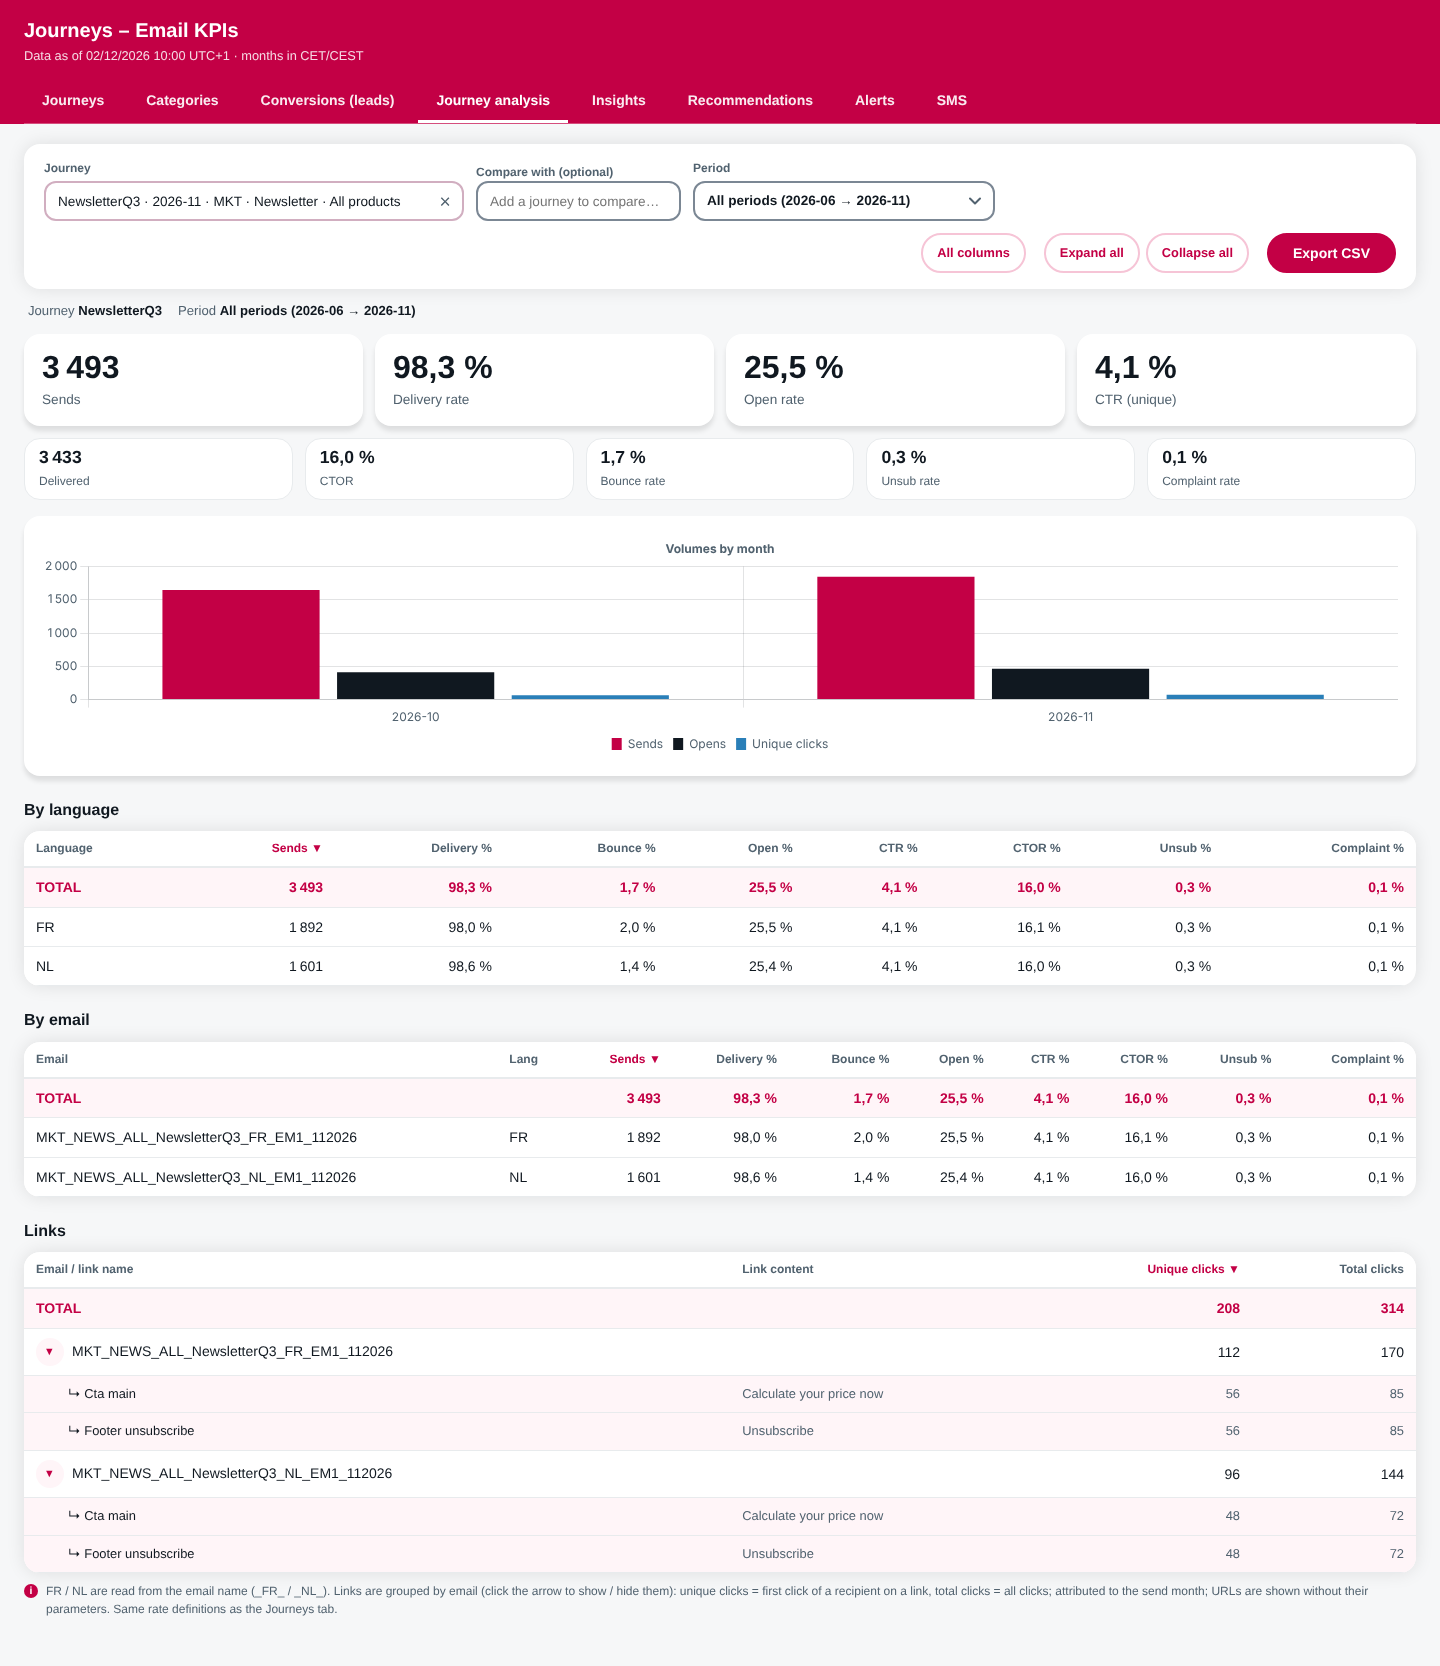 Journeys – Email KPIs
Data as of 02/12/2026 10:00 UTC+1 · months in CET/CEST
Journeys Categories Conversions (leads) Journey analysis Insights Recommendations Alerts SMS
Journey Compare with (optional) Period
NewsletterQ3 · 2026-11 · MKT · Newsletter · All products × Add a journey to compare… All periods (2026-06 → 2026-11)
All columns Expand all Collapse all Export CSV
Journey NewsletterQ3 Period All periods (2026-06 → 2026-11)
3 493 98,3 % 25,5 % 4,1 %
Sends Delivery rate Open rate CTR (unique)
3 433 16,0 % 1,7 % 0,3 % 0,1 %
Delivered CTOR Bounce rate Unsub rate Complaint rate
Volumes by month
2 000
1 500
1 000
500
0
2026-10 2026-11
Sends Opens Unique clicks
By language
Language Sends ▼ Delivery % Bounce % Open % CTR % CTOR % Unsub % Complaint %
TOTAL 3 493 98,3 % 1,7 % 25,5 % 4,1 % 16,0 % 0,3 % 0,1 %
FR 1 892 98,0 % 2,0 % 25,5 % 4,1 % 16,1 % 0,3 % 0,1 %
NL 1 601 98,6 % 1,4 % 25,4 % 4,1 % 16,0 % 0,3 % 0,1 %
By email
Email Lang Sends ▼ Delivery % Bounce % Open % CTR % CTOR % Unsub % Complaint %
TOTAL 3 493 98,3 % 1,7 % 25,5 % 4,1 % 16,0 % 0,3 % 0,1 %
MKT_NEWS_ALL_NewsletterQ3_FR_EM1_112026 FR 1 892 98,0 % 2,0 % 25,5 % 4,1 % 16,1 % 0,3 % 0,1 %
MKT_NEWS_ALL_NewsletterQ3_NL_EM1_112026 NL 1 601 98,6 % 1,4 % 25,4 % 4,1 % 16,0 % 0,3 % 0,1 %
Links
Email / link name Link content Unique clicks ▼ Total clicks
TOTAL 208 314
▼ MKT_NEWS_ALL_NewsletterQ3_FR_EM1_112026 112 170
↳ Cta main Calculate your price now 56 85
↳ Footer unsubscribe Unsubscribe 56 85
▼ MKT_NEWS_ALL_NewsletterQ3_NL_EM1_112026 96 144
↳ Cta main Calculate your price now 48 72
↳ Footer unsubscribe Unsubscribe 48 72
i FR / NL are read from the email name (_FR_ / _NL_). Links are grouped by email (click the arrow to show / hide them): unique clicks = first click of a recipient on a link, total clicks = all clicks; attributed to the send month; URLs are shown without their
parameters. Same rate definitions as the Journeys tab.